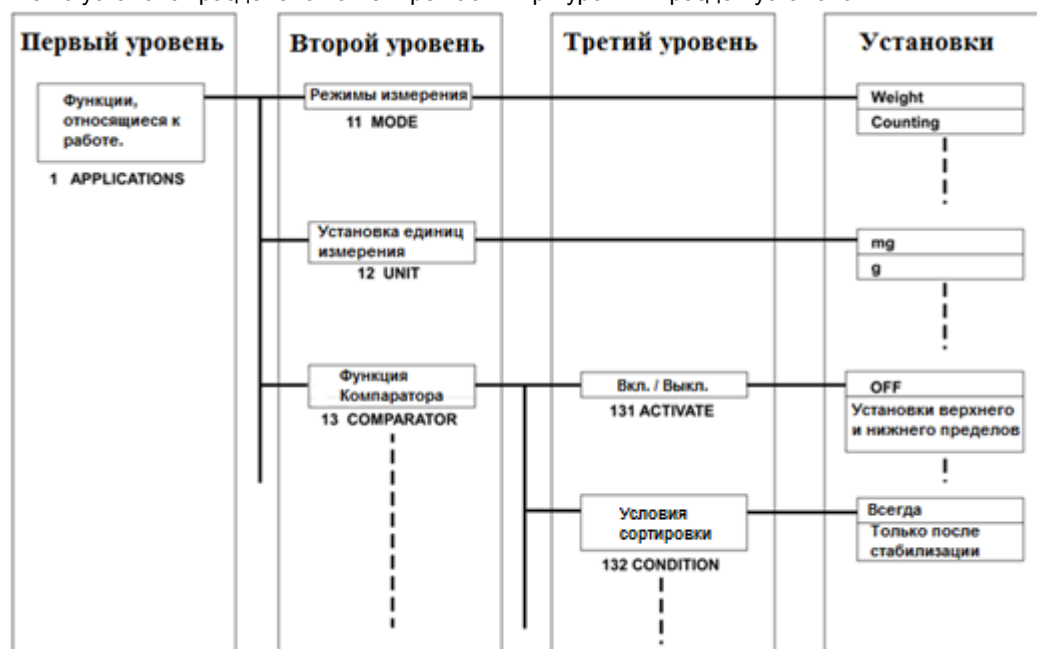 Первый уровень
Второй уровень
Третий уровень
Установки
Функции,
относящиеся к
работе.
1 APPLICATIONS
Режимы измерения
11 MODE
Weight
Counting
Установка единиц
измерения
12 UNIT
mg
g
Функция
Компаратора
13 COMPARATOR
Вкл. / Выкл.
131 ACTIVATE
OFF
Установки верхнего
и нижнего пределов
Условия
сортировки
132 CONDITION
Всегда
Только после
стабилизации